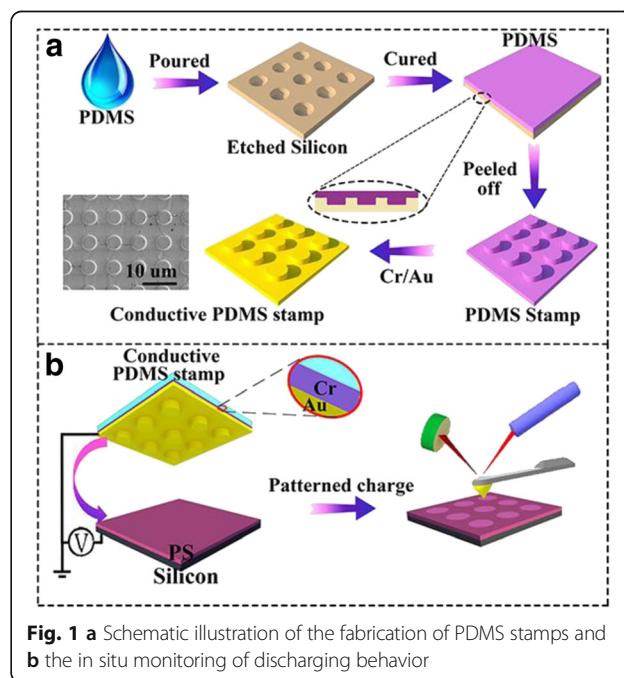 a
PDMS
Poured
Etched Silicon
Cured
PDMS
Peeled
off
PDMS Stamp
Cr/Au
Conductive PDMS stamp
10 um
b
Conductive
PDMS stamp
Cr
Au
V
PS
Silicon
Patterned charge
Fig. 1 a Schematic illustration of the fabrication of PDMS stamps and
b the in situ monitoring of discharging behavior